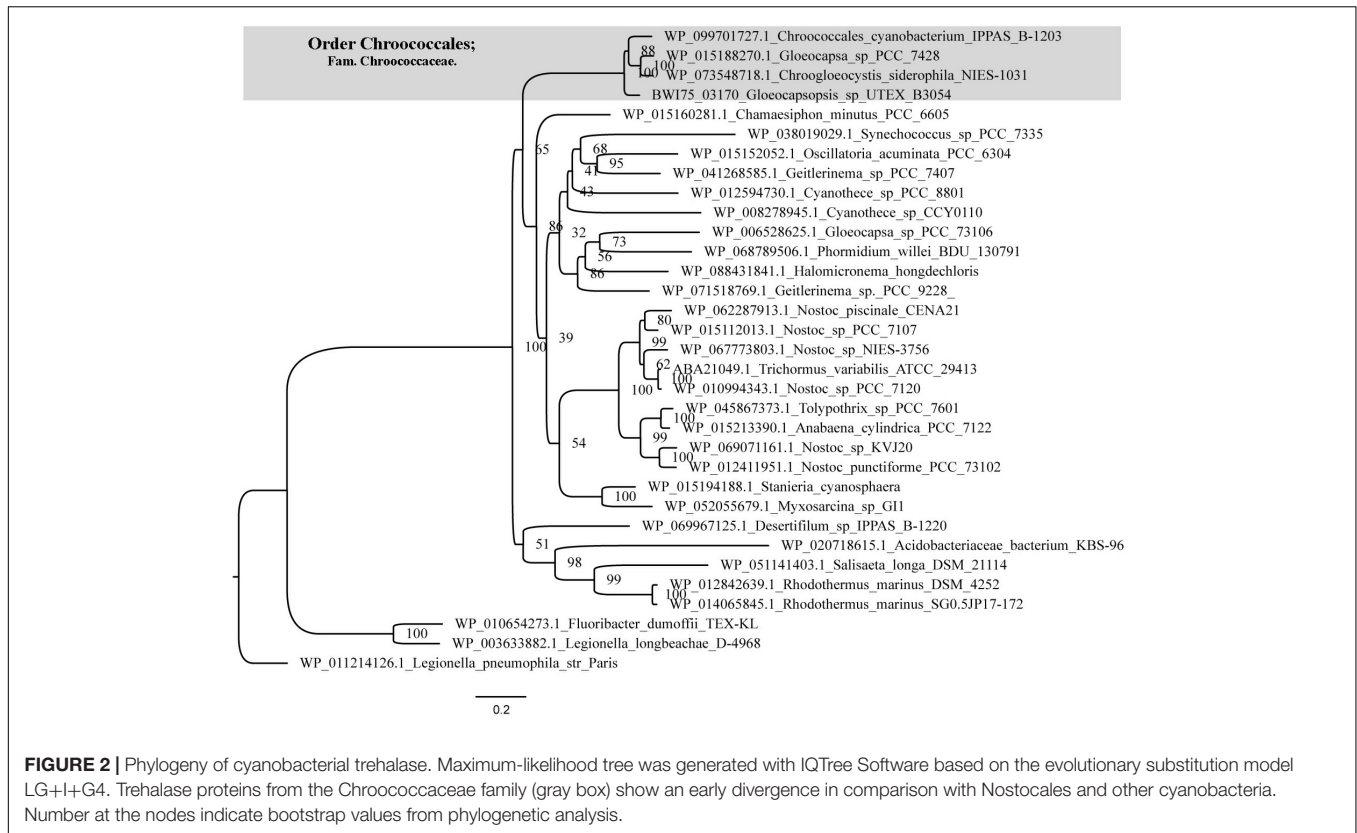 Order Chroococcales;
Fam. Chroococcaceae.
WP_099701727.1_Chroococcales_cyanobacterium_IPPAS_B-1203
88
WP_015188270.1_Gloeocapsa_sp_PCC_7428
100
100
WP_073548718.1_Chroogloeocystis_siderophila_NIES-1031
BWI75_03170_Gloeocapsopsis_sp_UTEX_B3054
WP_015160281.1_Chamaesiphon_minutus_PCC_6605
WP_038019029.1_Synechococcus_sp_PCC_7335
65
68
WP_015152052.1_Oscillatoria_acuminata_PCC_6304
95
41
WP_041268585.1_Geitlerinema_sp_PCC_7407
43
WP_012594730.1_Cyanothece_sp_PCC_8801
WP_008278945.1_Cyanothece_sp_CCY0110
86
32
WP_006528625.1_Gloeocapsa_sp_PCC_73106
73
WP_068789506.1_Phormidium_willei_BDU_130791
56
86
WP_088431841.1_Halomicronema_hongdechloris
WP_071518769.1_Geitlerinema_sp._PCC_9228_
WP_062287913.1_Nostoc_piscinale_CENA21
80
WP_015112013.1_Nostoc_sp_PCC_7107
39
99
100
WP_067773803.1_Nostoc_sp_NIES-3756
62
ABA21049.1_Trichormus_variabilis_ATCC_29413
100
100
WP_010994343.1_Nostoc_sp_PCC_7120
WP_045867373.1_Tolypothrix_sp_PCC_7601
100
WP_015213390.1_Anabaena_cylindrica_PCC_7122
54
99
WP_069071161.1_Nostoc_sp_KVJ20
100
WP_012411951.1_Nostoc_punctiforme_PCC_73102
WP_015194188.1_Stanieria_cyanosphaera
100
WP_052055679.1_Myxosarcina_sp_GI1
WP_069967125.1_Desertifilum_sp_IPPAS_B-1220
51
WP_020718615.1_Acidobacteriaceae_bacterium_KBS-96
98
WP_051141403.1_Salisaeta_longa_DSM_21114
99
WP_012842639.1_Rhodothermus_marinus_DSM_4252
100
WP_014065845.1_Rhodothermus_marinus_SG0.5JP17-172
WP_010654273.1_Fluoribacter_dumoffii_TEX-KL
100
WP_003633882.1_Legionella_longbeachae_D-4968
WP_011214126.1_Legionella_pneumophila_str_Paris
0.2
FIGURE 2 | Phylogeny of cyanobacterial trehalase. Maximum-likelihood tree was generated with IQTree Software based on the evolutionary substitution model
LG+I+G4. Trehalase proteins from the Chroococcaceae family (gray box) show an early divergence in comparison with Nostocales and other cyanobacteria.
Number at the nodes indicate bootstrap values from phylogenetic analysis.